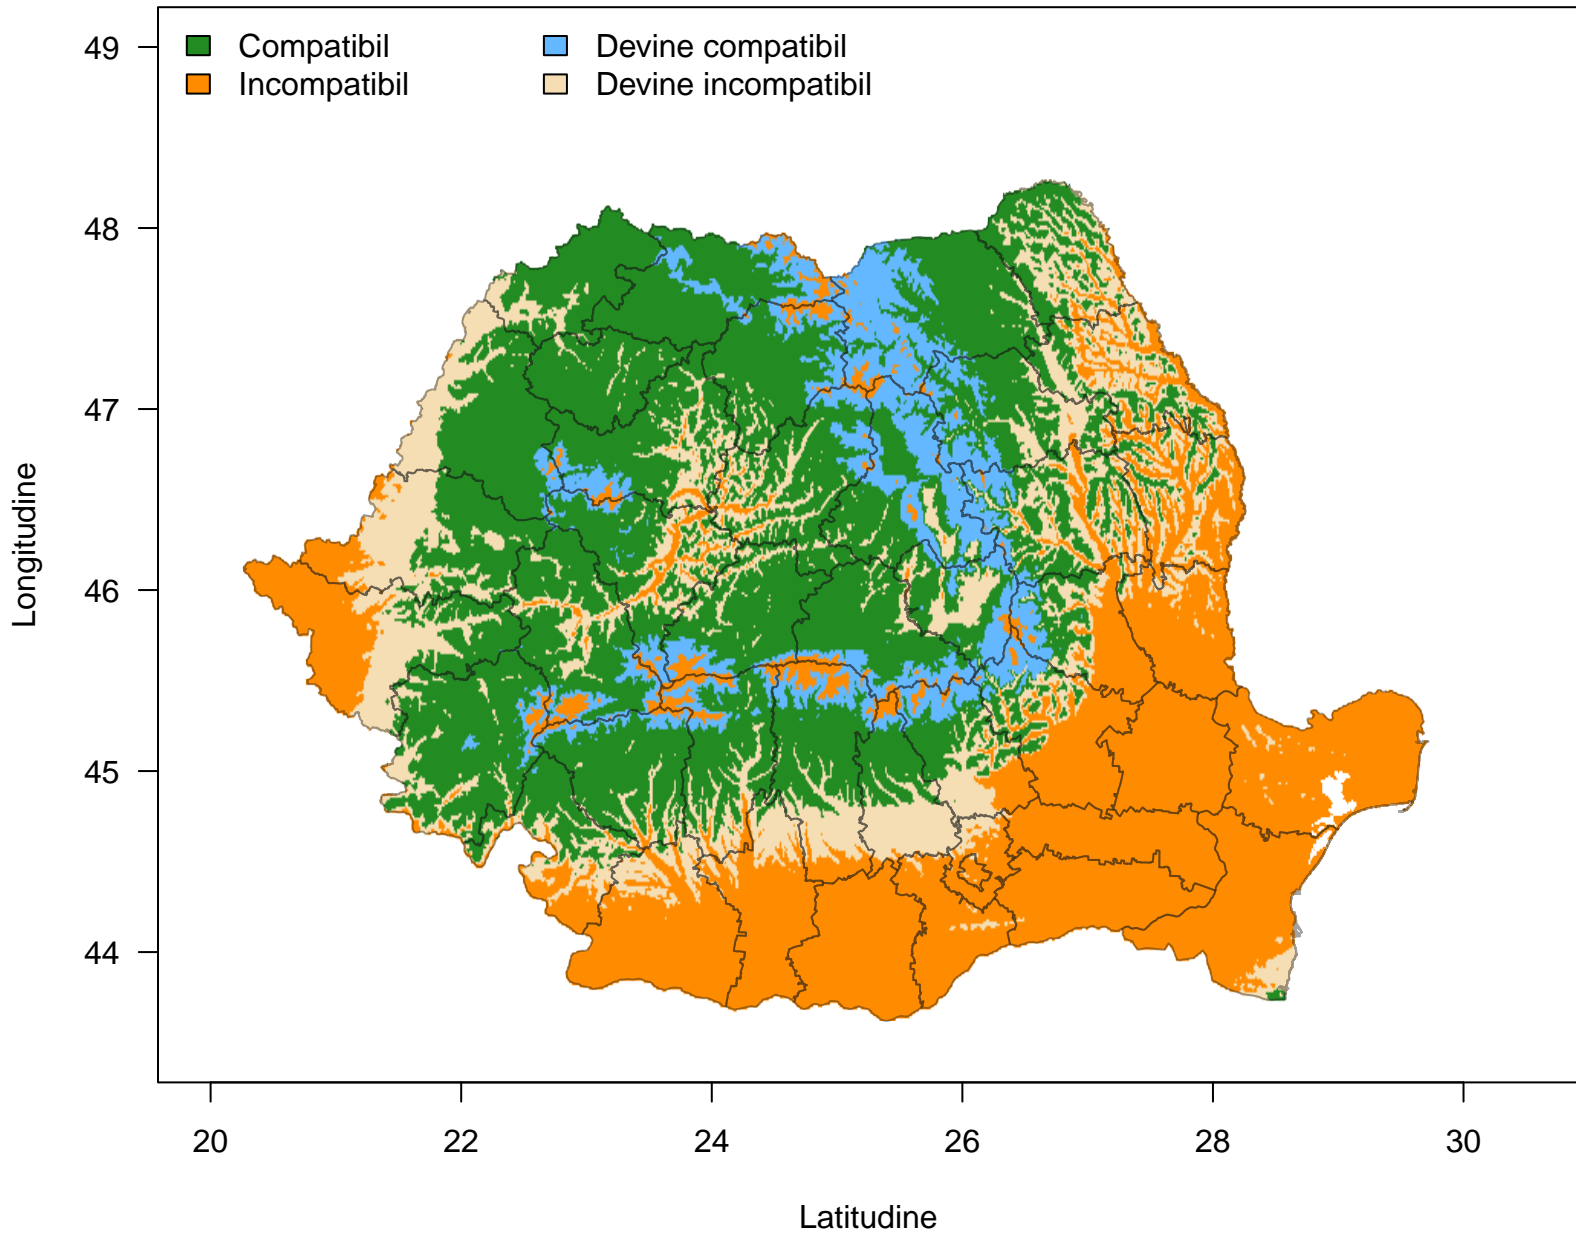 Compatibil
Devine compatibil
Incompatibil
Devine incompatibil
49
48
47
46
45
44
Longitudine
20 22 24 26 28 30
Latitudine